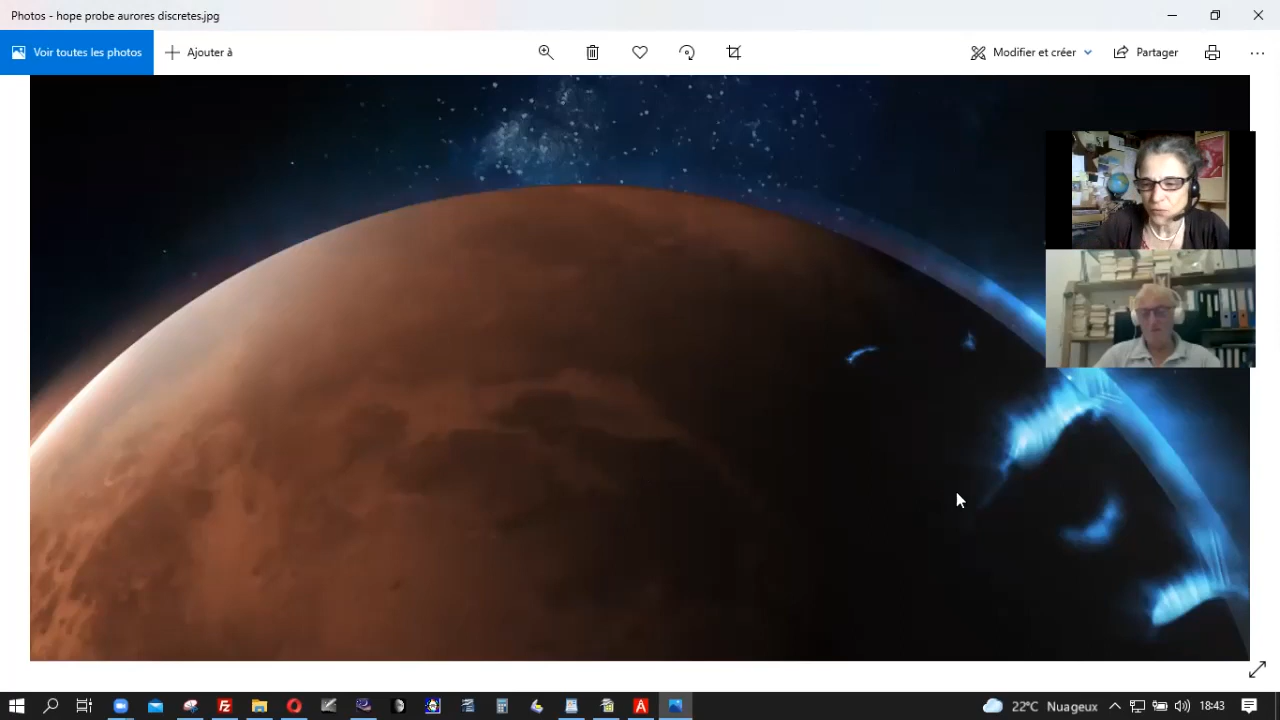 Photos - hope probe aurores discretes.jpg
Voir toutes les photos
Ajouter à
Modifier et créer
Partager
22°C Nuageux
18:43